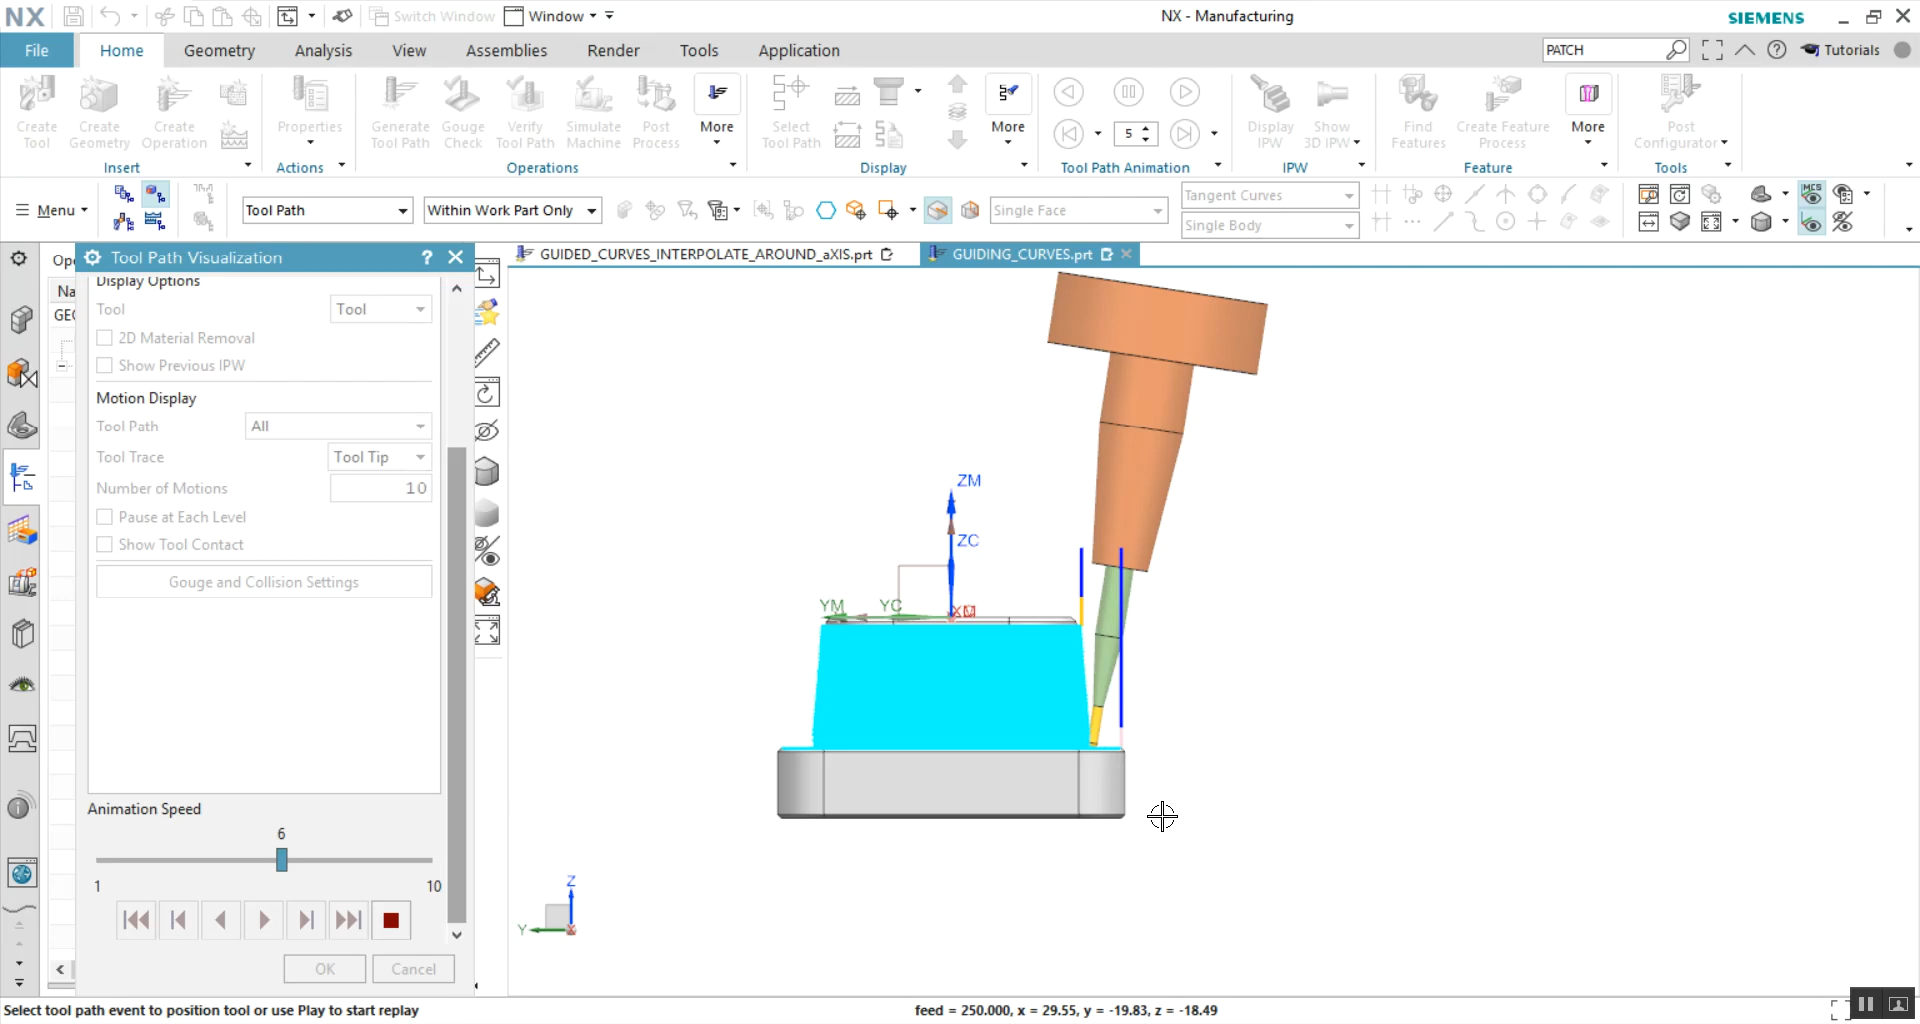 NX
Switch Window
Window
NX - Manufacturing
SIEMENS
File
Home
Geometry
Analysis
View
Assemblies
Render
Tools
Application
PATCH
Tutorials
Create Tool
Create Geometry
Create Operation
Properties
Generate Tool Path
Gouge Check
Verify Tool Path
Simulate Machine
Post Process
More
Select Tool Path
More
5
Display IPW
Show 3D IPW
Find Features
Create Feature Process
More
Post Configurator
Insert
Actions
Operations
Display
Tool Path Animation
IPW
Feature
Tools
Menu
Tool Path
Within Work Part Only
Single Face
Tangent Curves
Single Body
MCS
Ope
Tool Path Visualization
?
GUIDED_CURVES_INTERPOLATE_AROUND_aXIS.prt
GUIDING_CURVES.prt
Na
GEO
Display Options
Tool
Tool
2D Material Removal
Show Previous IPW
Motion Display
Tool Path
All
Tool Trace
Tool Tip
Number of Motions
10
Pause at Each Level
Show Tool Contact
Gouge and Collision Settings
ZM
ZC
YM
YC
XM
Animation Speed
6
1
10
Z
Y
OK
Cancel
Select tool path event to position tool or use Play to start replay
feed = 250.000, x = 29.55, y = -19.83, z = -18.49